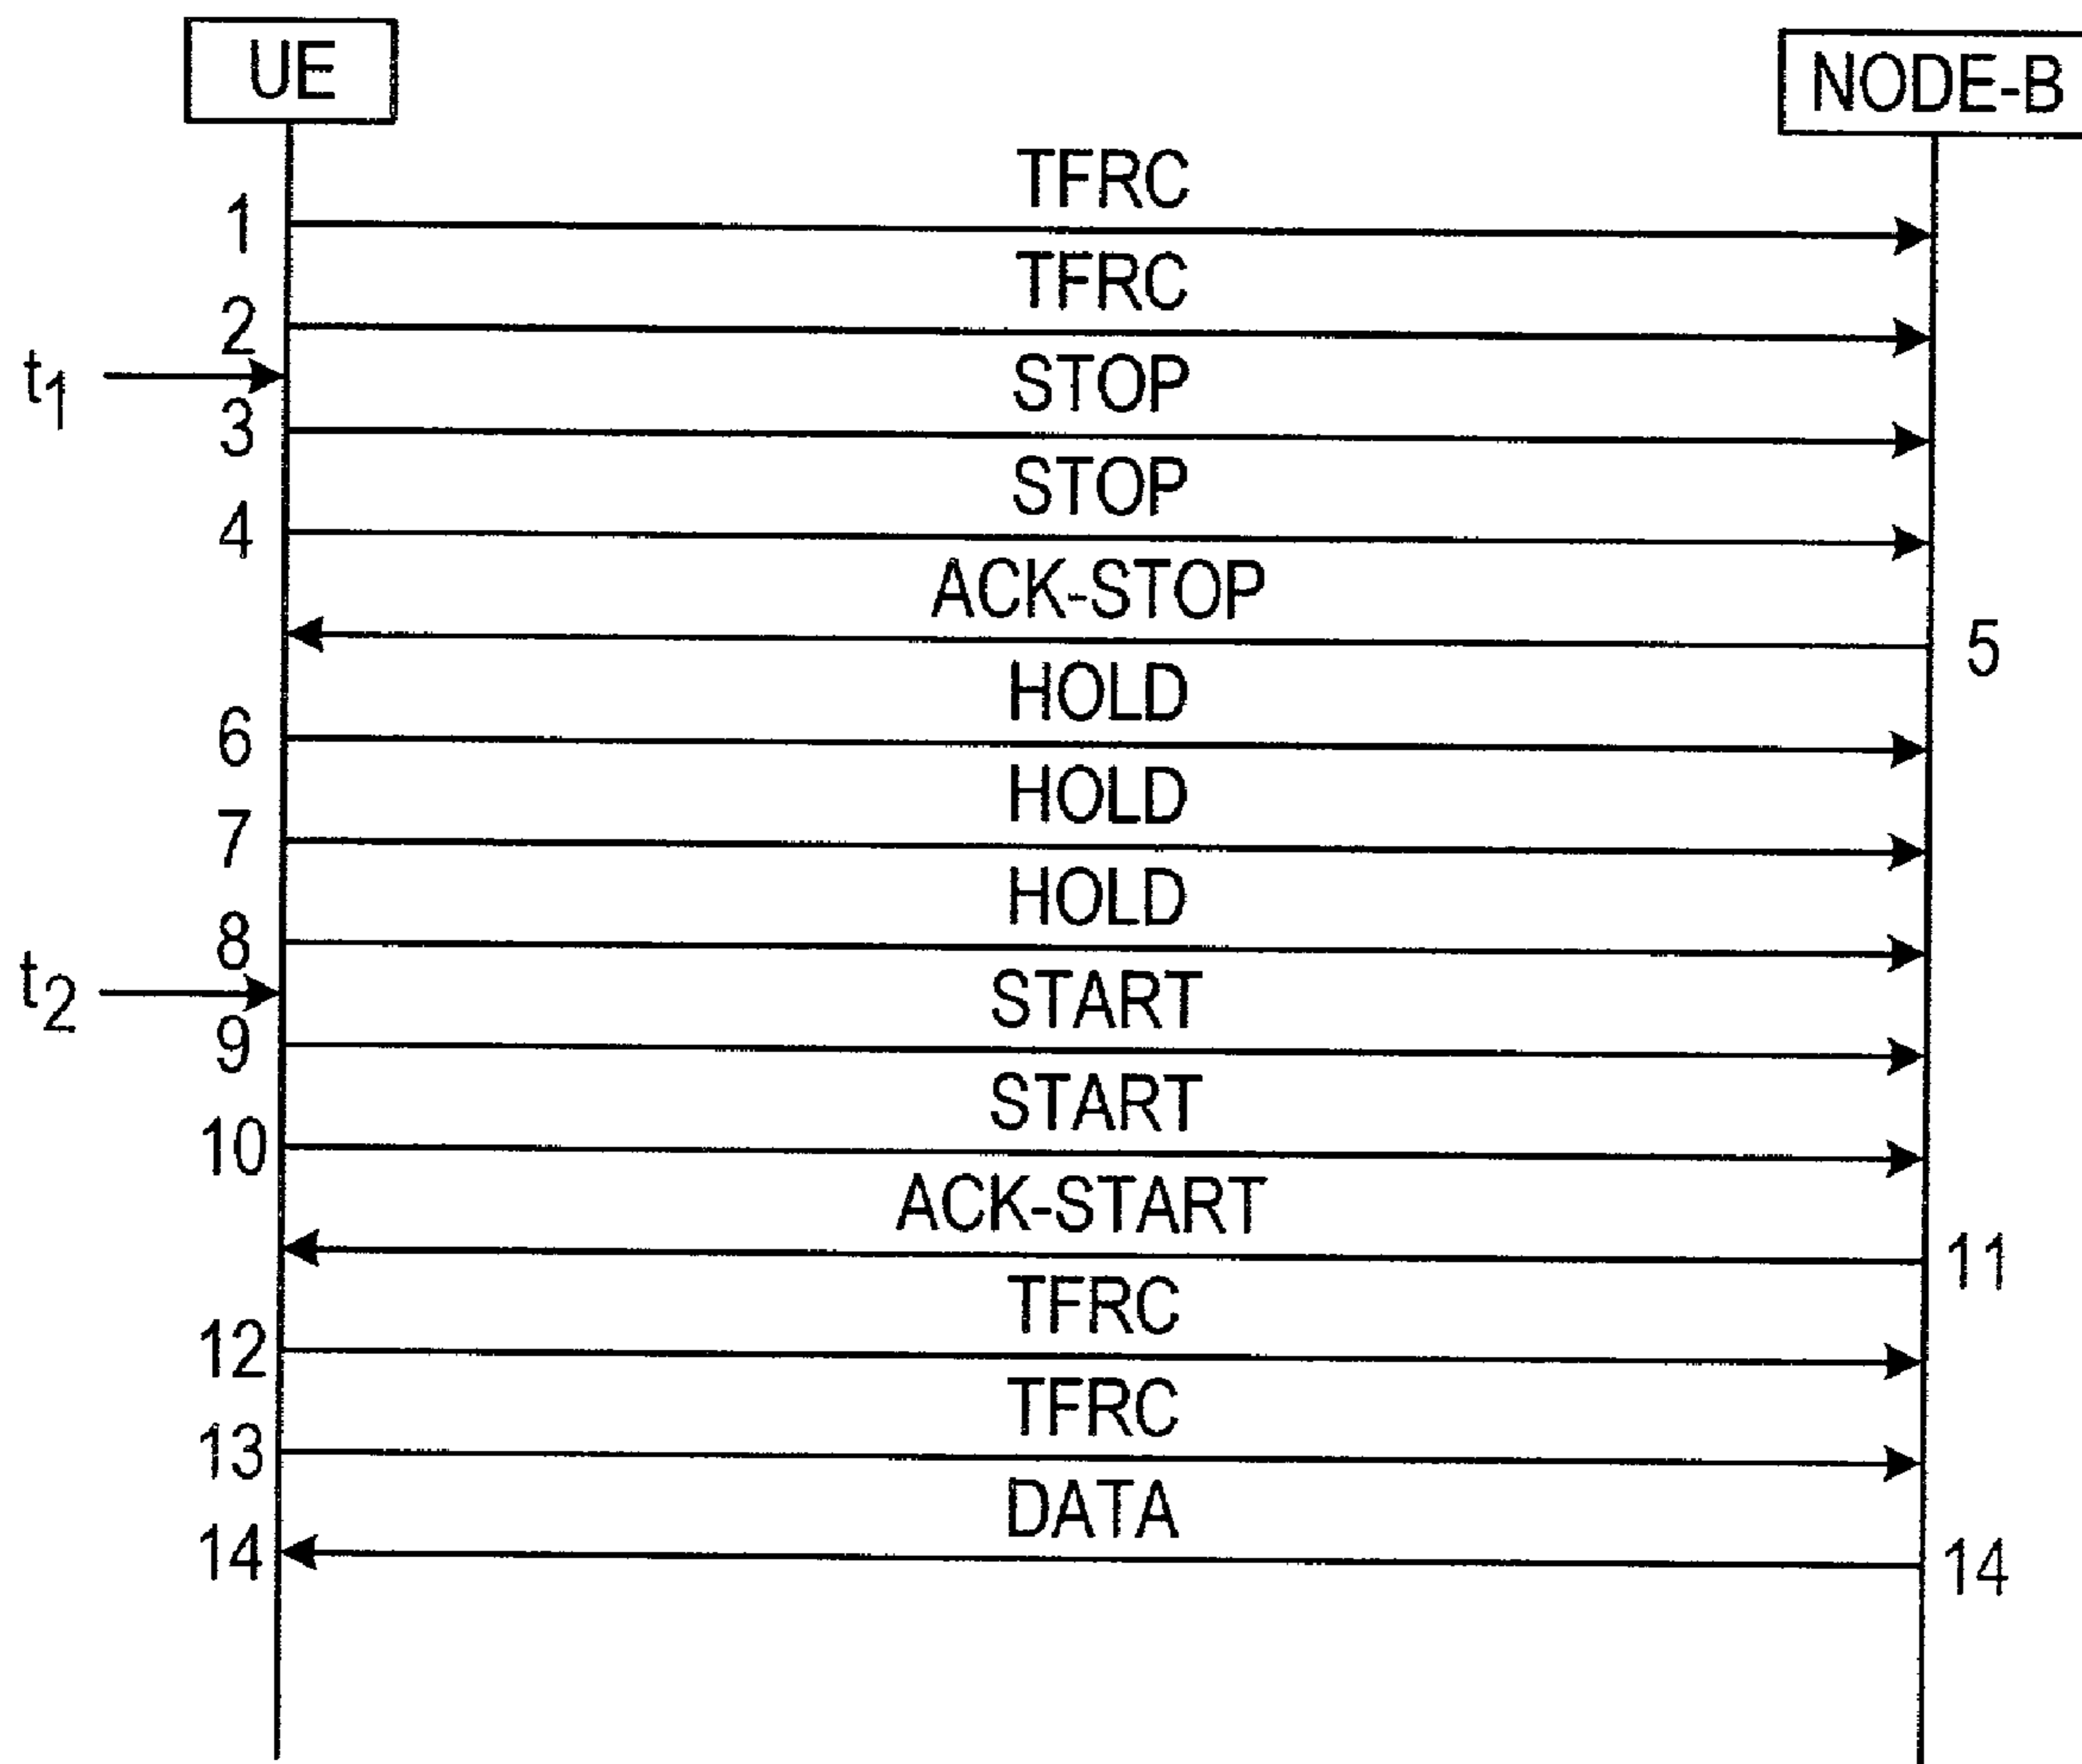 UE
NODE-B
TFRC
1
TFRC
2
t1
STOP
3
STOP
4
ACK-STOP
5
HOLD
6
HOLD
7
HOLD
8
t2
START
9
START
10
ACK-START
11
TFRC
12
TFRC
13
DATA
14 14